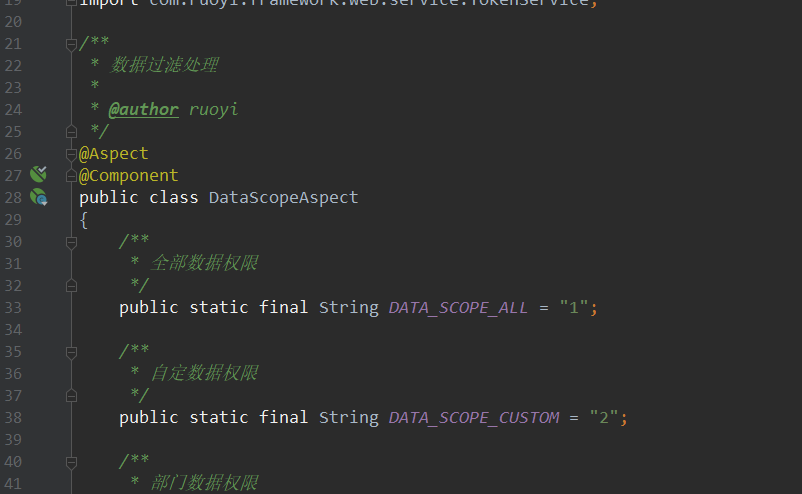 19 import com.ruoyi.framework.web.service.TokenService;
20
21 /**
22  * 数据过滤处理
23  *
24  * @author ruoyi
25  */
26 @Aspect
27 @Component
28 public class DataScopeAspect
29 {
30     /**
31      * 全部数据权限
32      */
33     public static final String DATA_SCOPE_ALL = "1";
34
35     /**
36      * 自定数据权限
37      */
38     public static final String DATA_SCOPE_CUSTOM = "2";
39
40     /**
41      * 部门数据权限